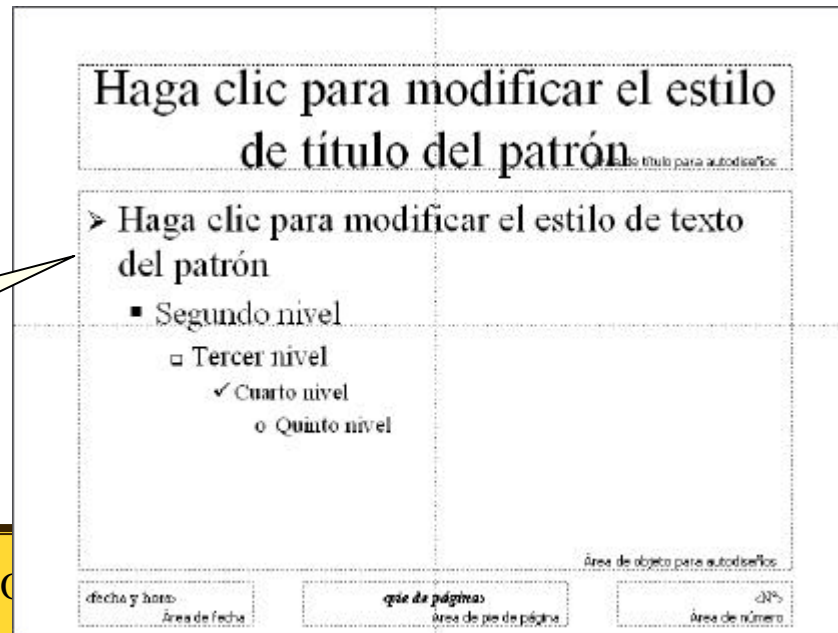 Haga clic para modificar el estilo
de título del patrón
de título para autodiseños
➢ Haga clic para modificar el estilo de texto
del patrón
▪ Segundo nivel
❑ Tercer nivel
✓ Cuarto nivel
o Quinto nivel
Área de objeto para autodiseños
<fecha y hora>
Área de fecha
<pie de página>
Área de pie de página
<Nº>
Área de número